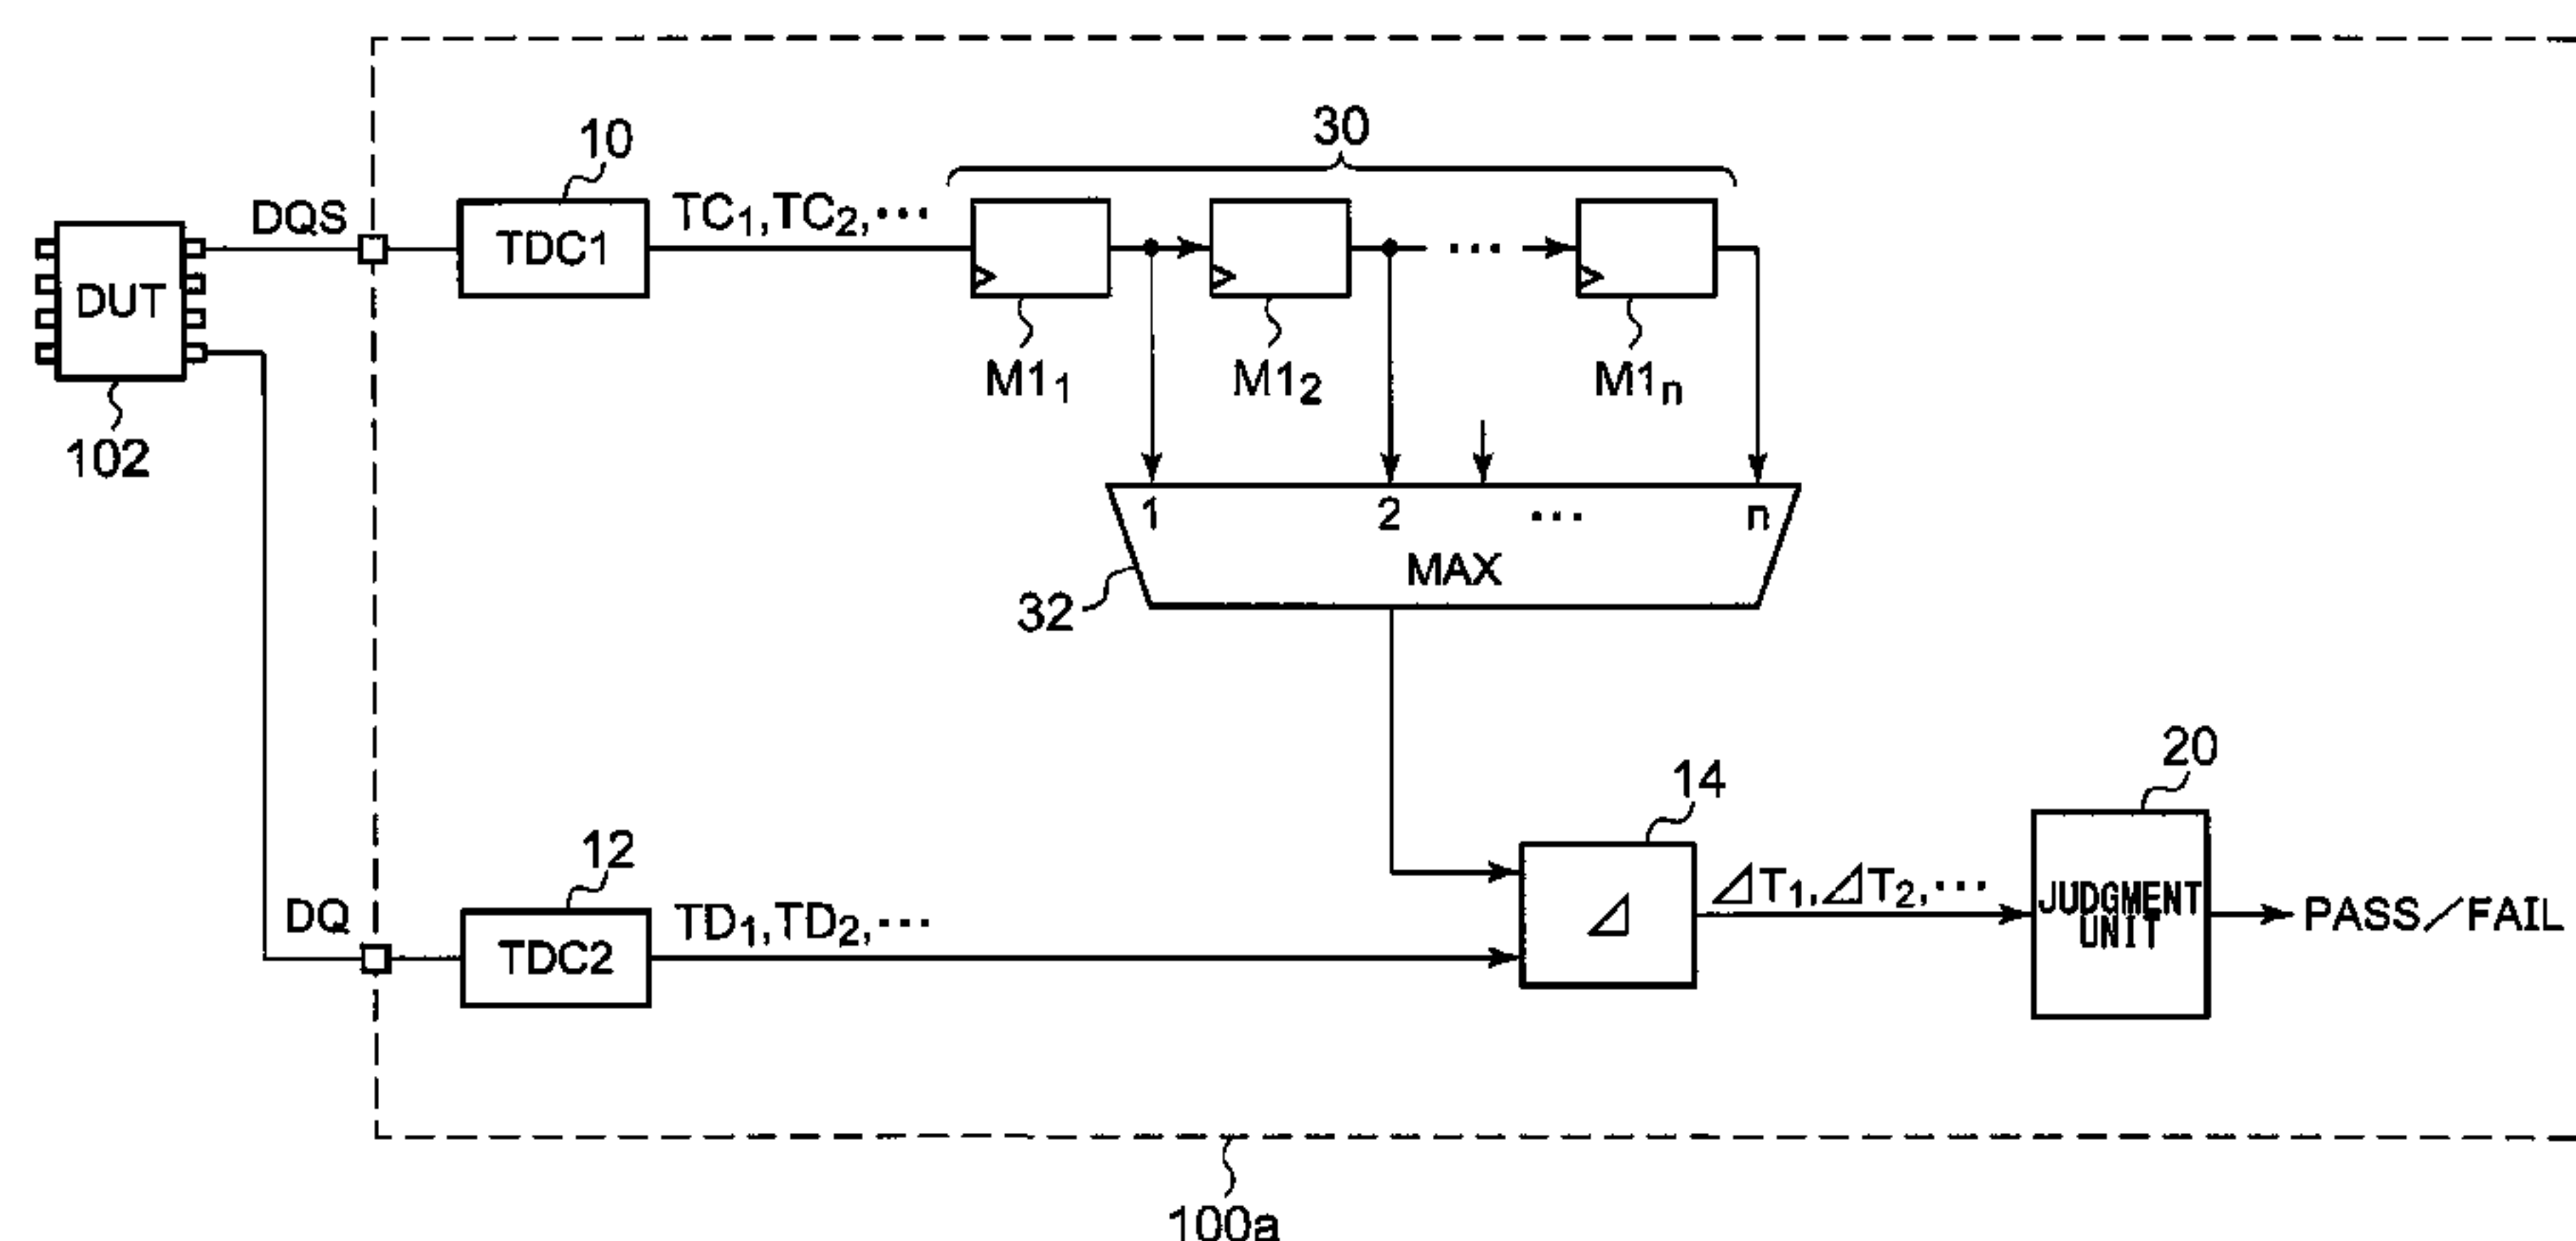 10
30
DQS
TC1,TC2,···
TDC1
···
DUT
M11
M12
M1n
102
1
2
···
n
MAX
32
14
20
12
DQ
TD1,TD2,···
⊿T1,⊿T2,···
JUDGMENT
UNIT
PASS/FAIL
⊿
TDC2
100a